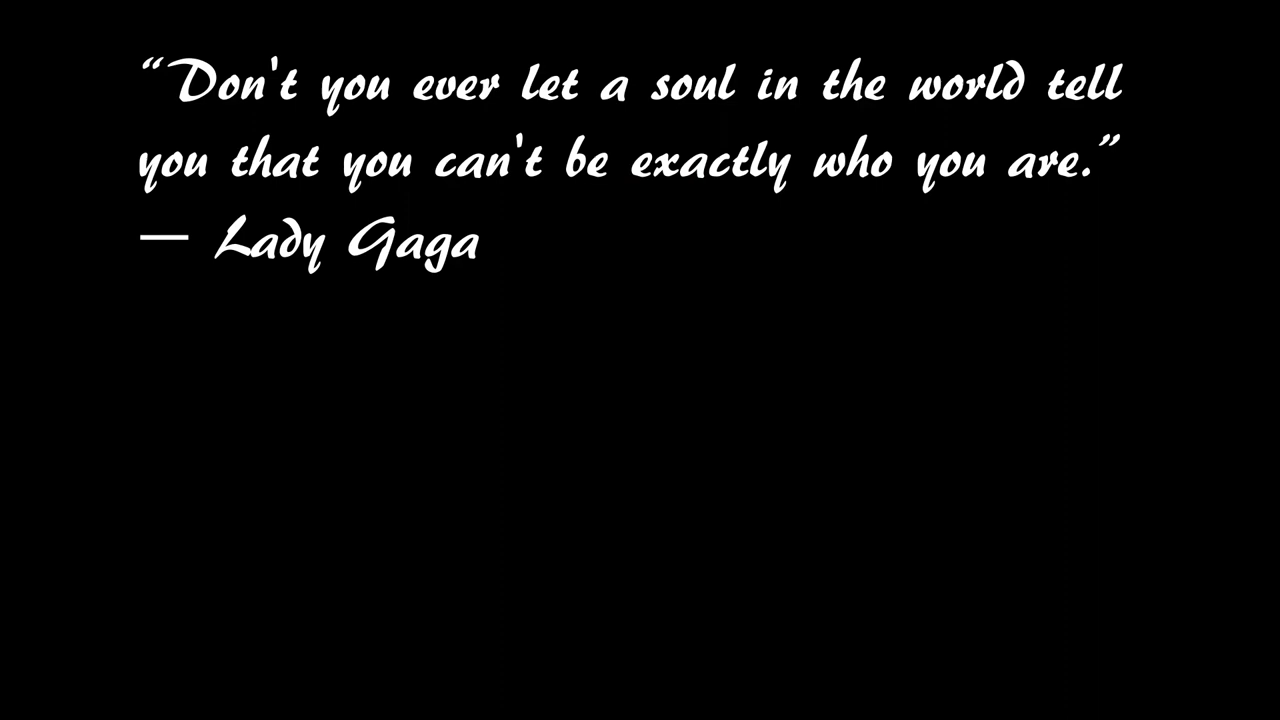 “Don't you ever let a soul in the world tell
you that you can't be exactly who you are.”
— Lady Gaga